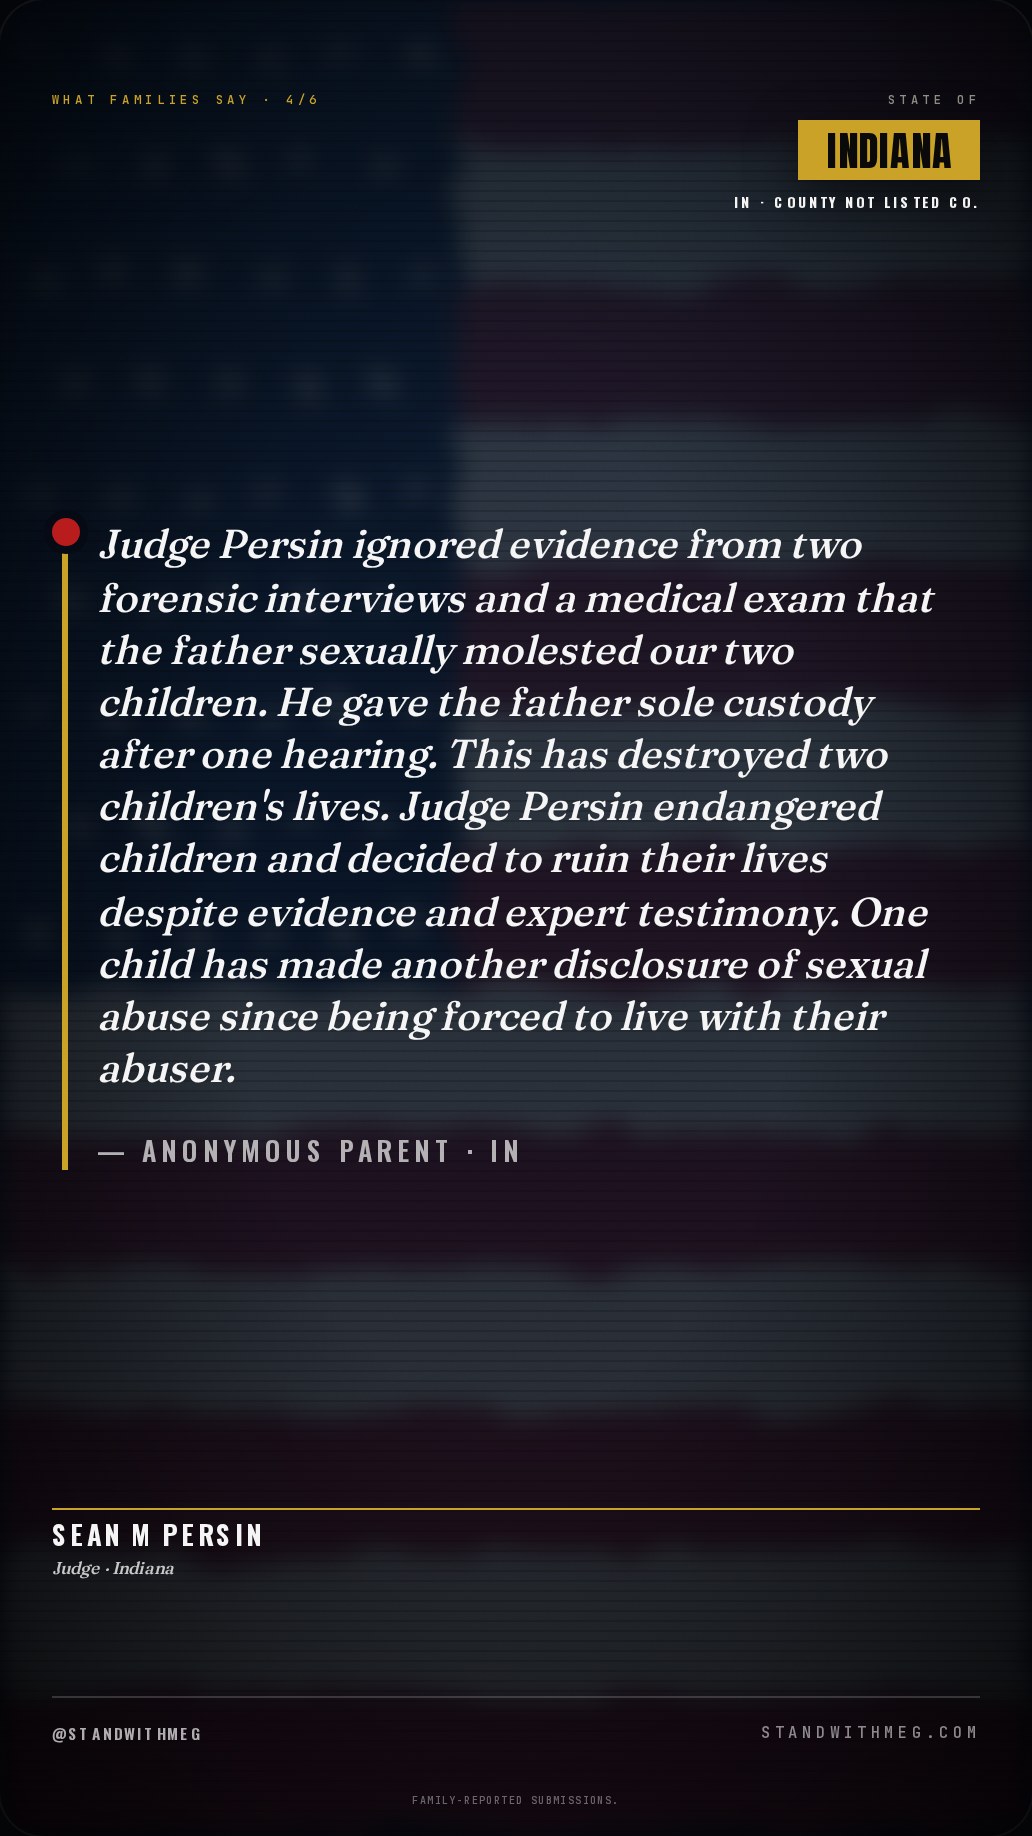 WHAT FAMILIES SAY · 4/6
STATE OF
INDIANA
IN · COUNTY NOT LISTED CO.
Judge Persin ignored evidence from two
forensic interviews and a medical exam that
the father sexually molested our two
children. He gave the father sole custody
after one hearing. This has destroyed two
children's lives. Judge Persin endangered
children and decided to ruin their lives
despite evidence and expert testimony. One
child has made another disclosure of sexual
abuse since being forced to live with their
abuser.
— ANONYMOUS PARENT · IN
SEAN M PERSIN
Judge · Indiana
@STANDWITHMEG
STANDWITHMEG.COM
FAMILY-REPORTED SUBMISSIONS.